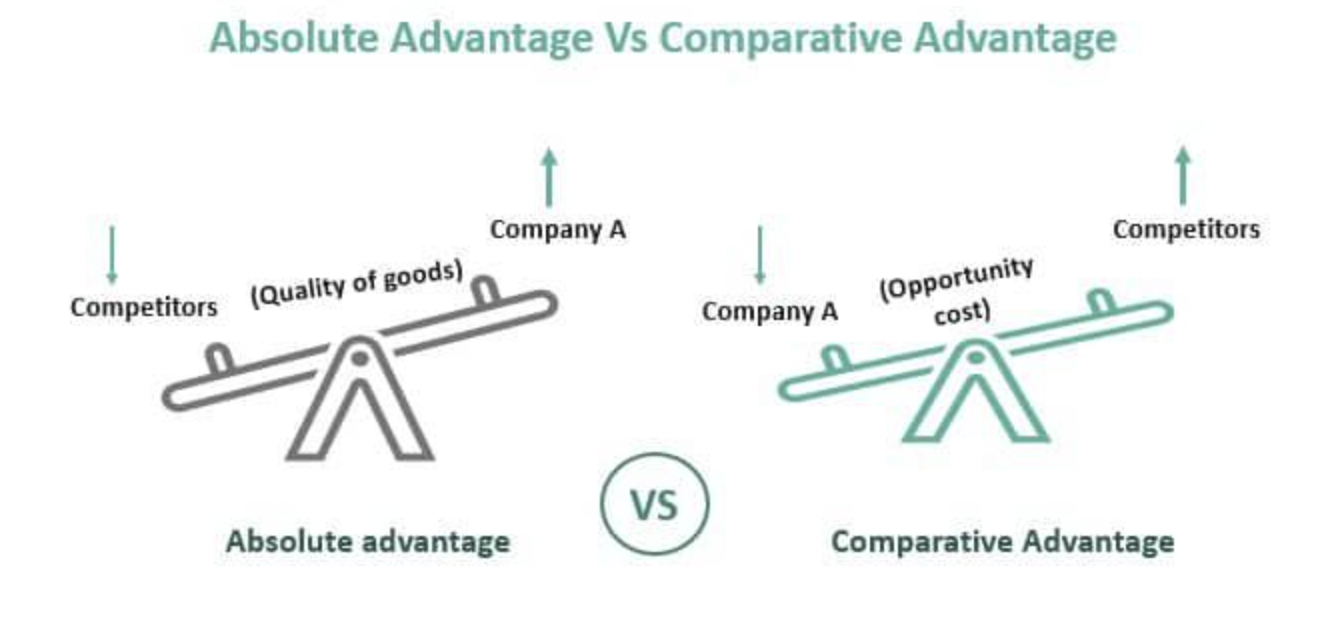 Absolute Advantage Vs Comparative Advantage
Company A
Competitors
(Quality of goods)
Absolute advantage
VS
Competitors
Company A
(Opportunity
cost)
Comparative Advantage